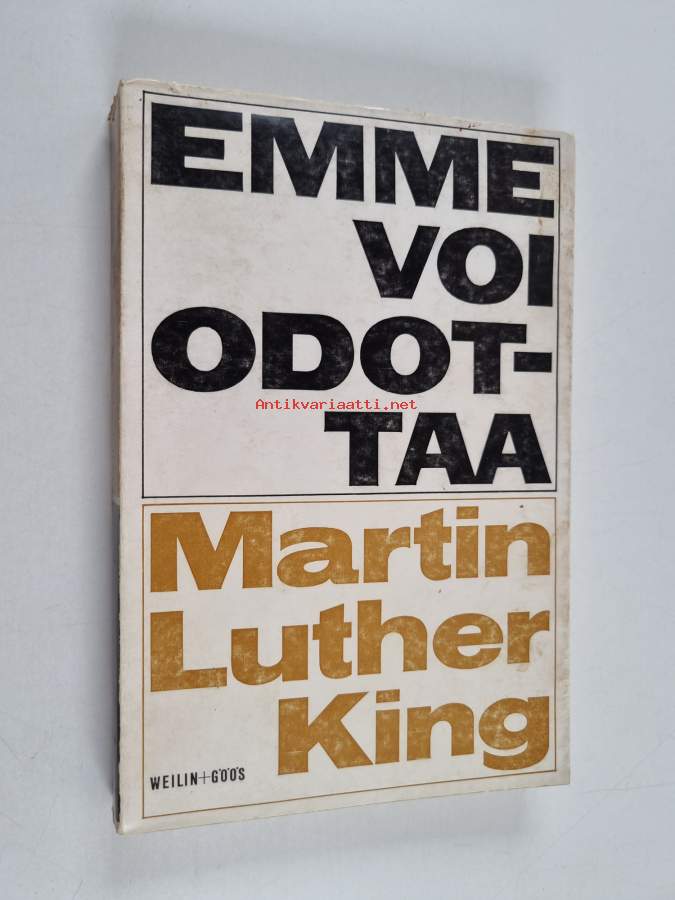 EMME
VOI
ODOT-
Antikvariaatti.net
TAA
Martin
Luther
King
WEILIN+GÖÖS